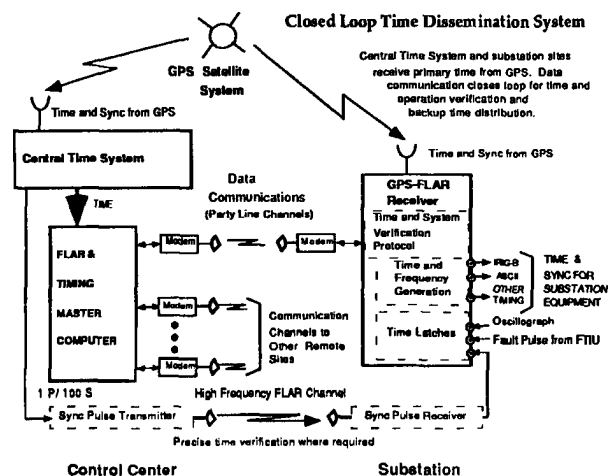 Closed Loop Time Dissemination System
GPS Satellite
System
Central Time System and substation sites
receive primary time from GPS. Data
communication closes loop for time and
operation verification and
backup time distribution.
Time and Sync from GPS
Central Time System
TIME
FLAR &
TIMING
MASTER
COMPUTER
Data
Communications
(Party Line Channels)
Modem
Modem
Modem
Modem
Communication
Channels to
Other Remote
Sites
Time and Sync from GPS
GPS-FLAR
Receiver
Time and System
Verification
Protocol
Time and
Frequency
Generation
Time Latches
IRIG-B
ASCII
OTHER
TIMING
TIME &
SYNC FOR
SUBSTATION
EQUIPMENT
Oscillograph
Fault Pulse from FTIU
1 P/ 100 S
High Frequency FLAR Channel
Sync Pulse Transmitter
Sync Pulse Receiver
Precise time verification where required
Control Center
Substation